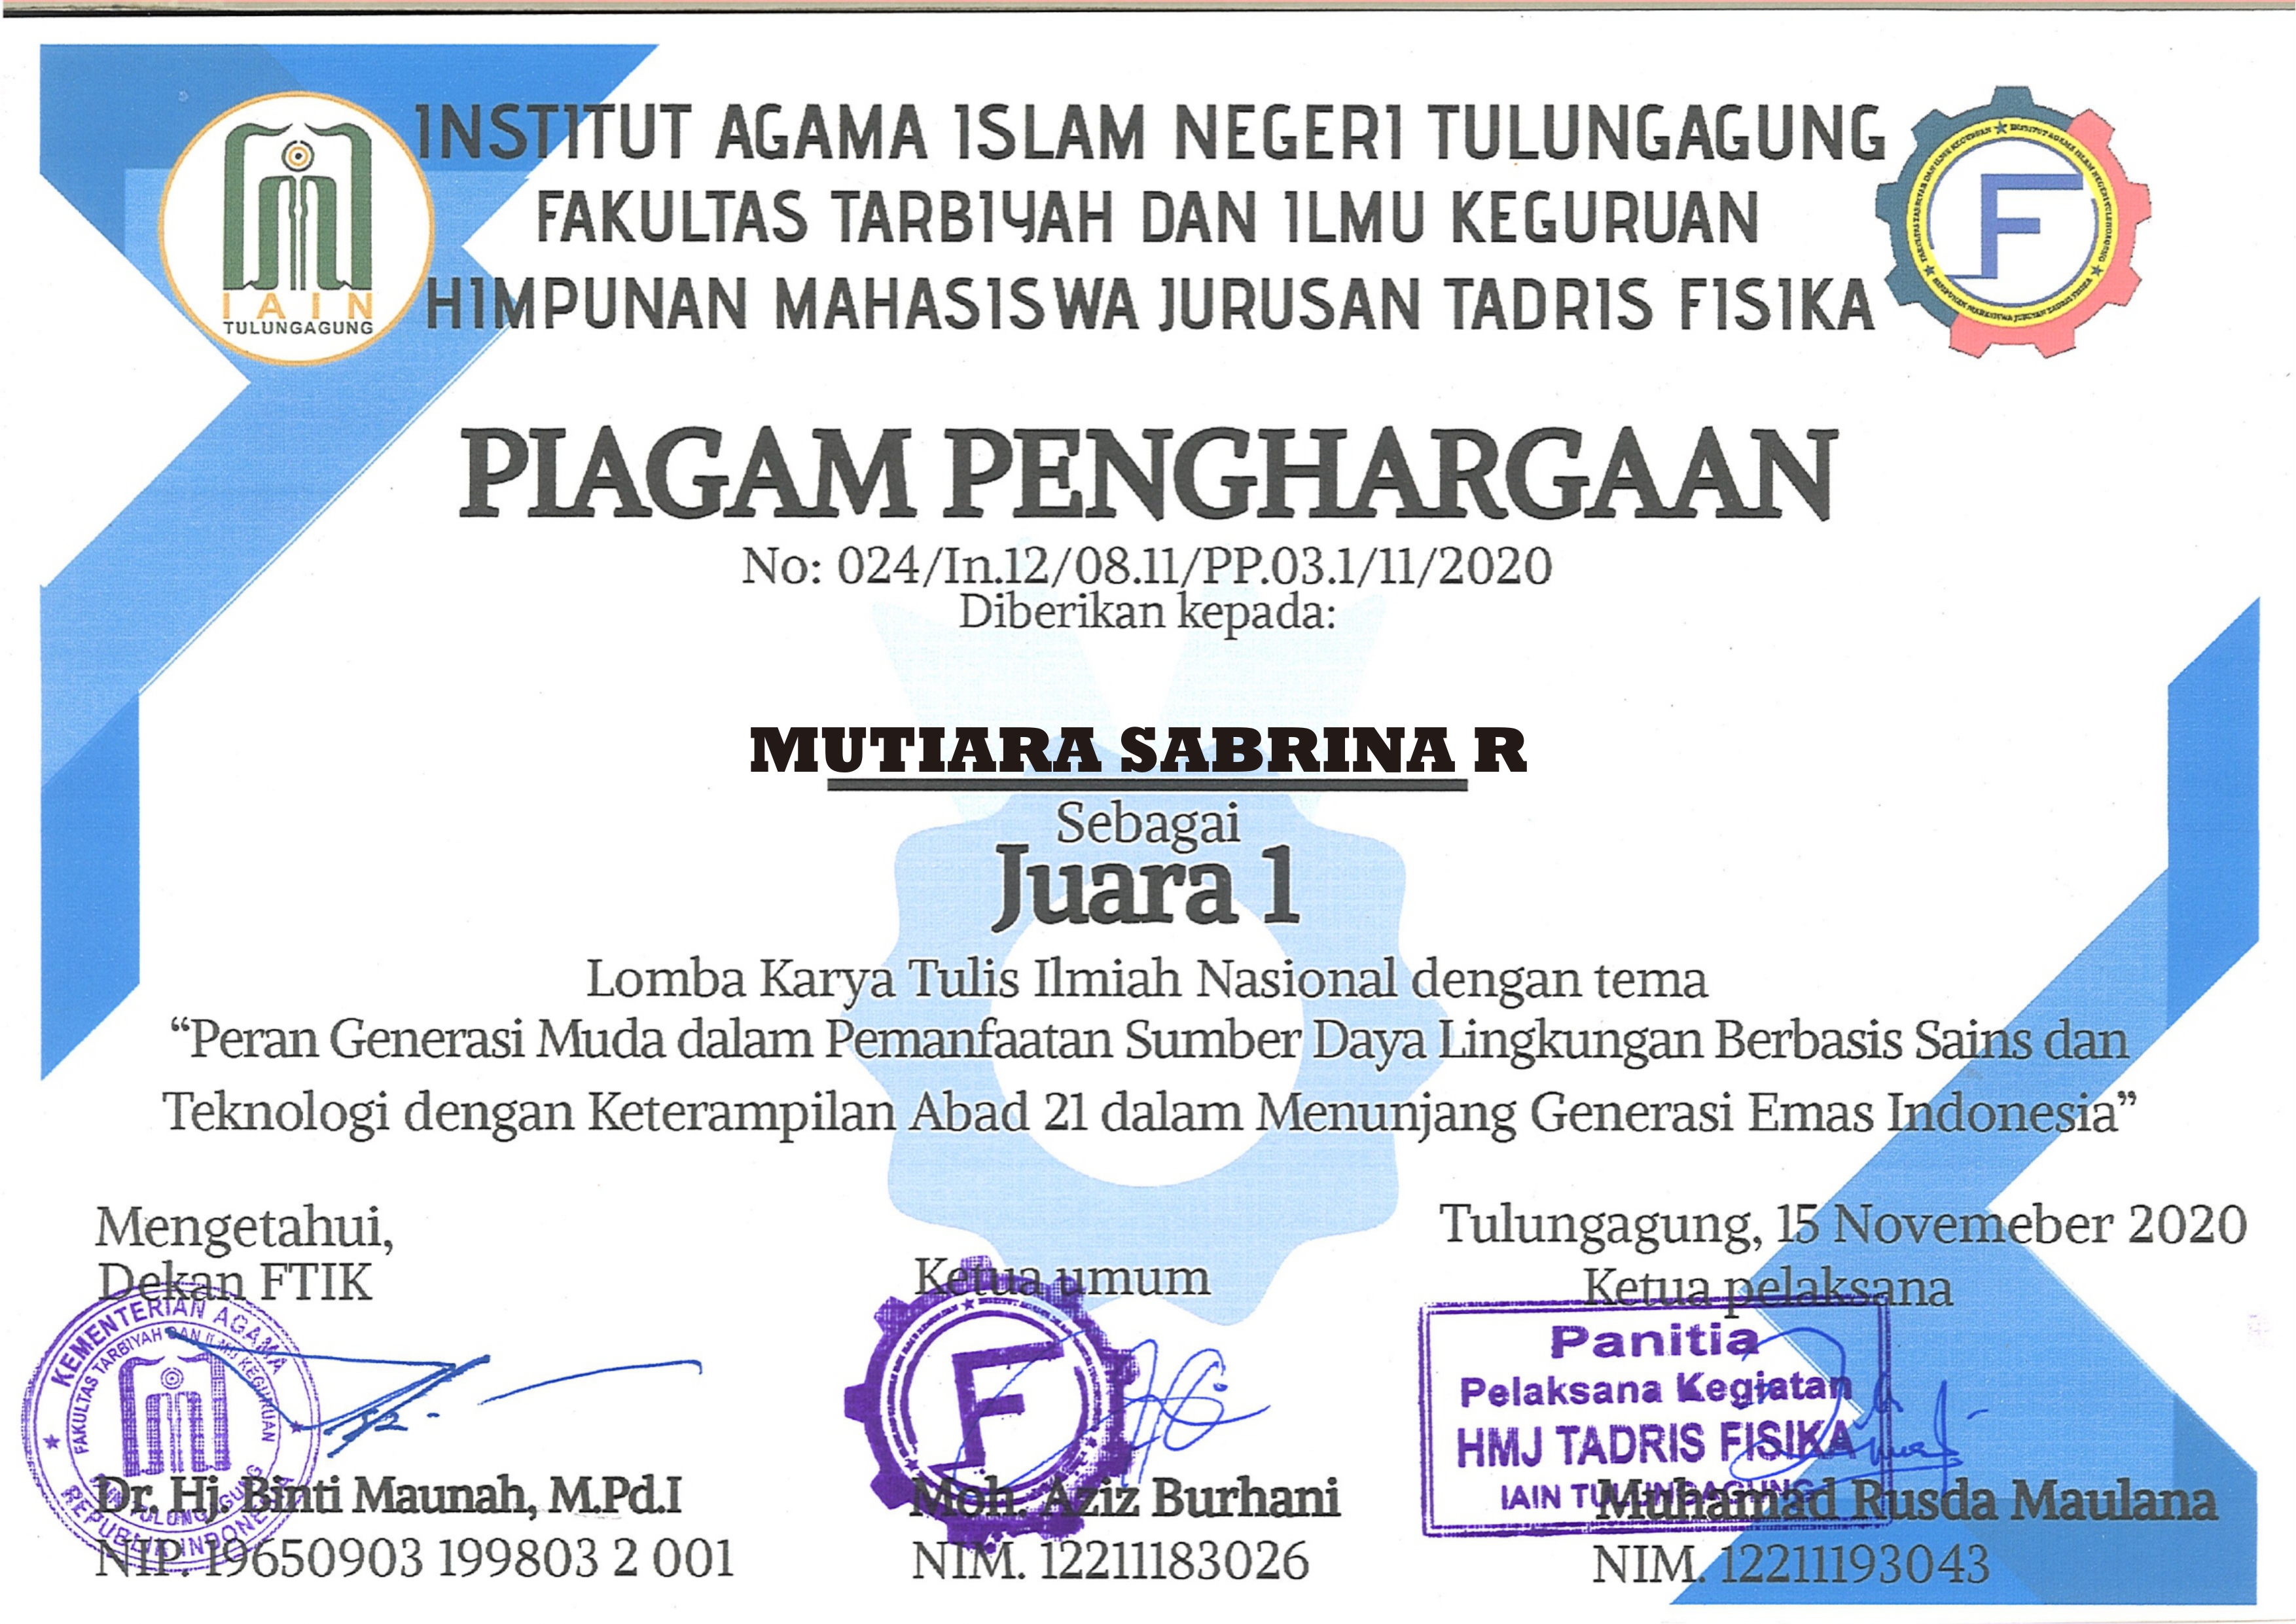 INSTITUT AGAMA ISLAM NEGERI TULUNGAGUNG
FAKULTAS TARBIYAH DAN ILMU KEGURUAN
HIMPUNAN MAHASISWA JURUSAN TADRIS FISIKA
IAIN
TULUNGAGUNG
F
PIAGAM PENGHARGAAN
No: 024/In.12/08.11/PP.03.1/11/2020
Diberikan kepada:
MUTIARA SABRINA R
Sebagai
Juara 1
Lomba Karya Tulis Ilmiah Nasional dengan tema
“Peran Generasi Muda dalam Pemanfaatan Sumber Daya Lingkungan Berbasis Sains dan
Teknologi dengan Keterampilan Abad 21 dalam Menunjang Generasi Emas Indonesia”
Mengetahui,
Dekan FTIK
KEMENTERIAN AGAMA
FAKULTAS TARBIYAH DAN ILMU KEGURUAN
REPUBLIK INDONESIA
Dr. Hj. Binti Maunah, M.Pd.I
NIP. 19650903 199803 2 001
Ketua umum
F
Moh. Aziz Burhani
NIM. 12211183026
Tulungagung, 15 Novemeber 2020
Ketua pelaksana
Panitia
Pelaksana Kegiatan
HMJ TADRIS FISIKA
IAIN TULUNGAGUNG
Muhamad Rusda Maulana
NIM. 12211193043